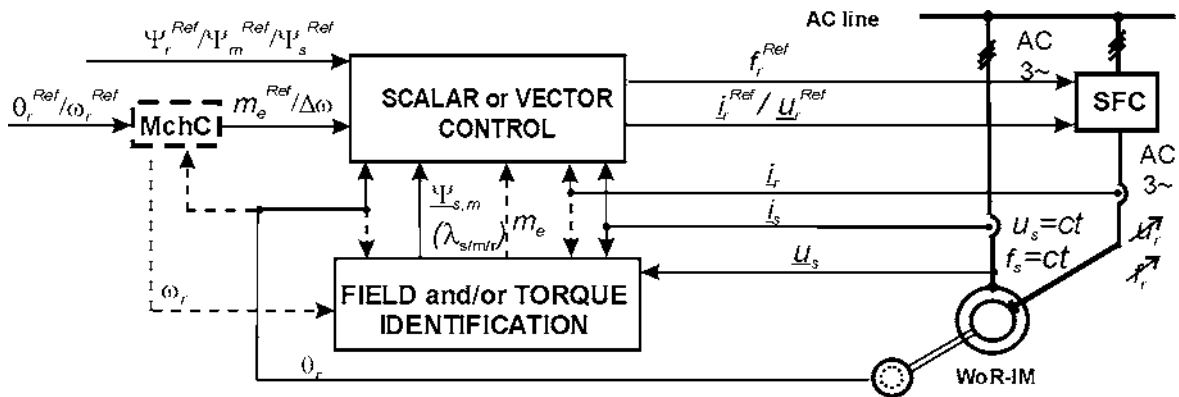 Ψr^Ref/Ψm^Ref/Ψs^Ref
θr^Ref/ωr^Ref
MchC
me^Ref/Δω
SCALAR or VECTOR
CONTROL
fr^Ref
ir^Ref / ur^Ref
AC line
AC
3~
SFC
AC
3~
ir
is
us
us=ct
fs=ct
ur
fr
Ψs,m
(λs/m/r)
me
ωr
FIELD and/or TORQUE
IDENTIFICATION
θr
WoR-IM